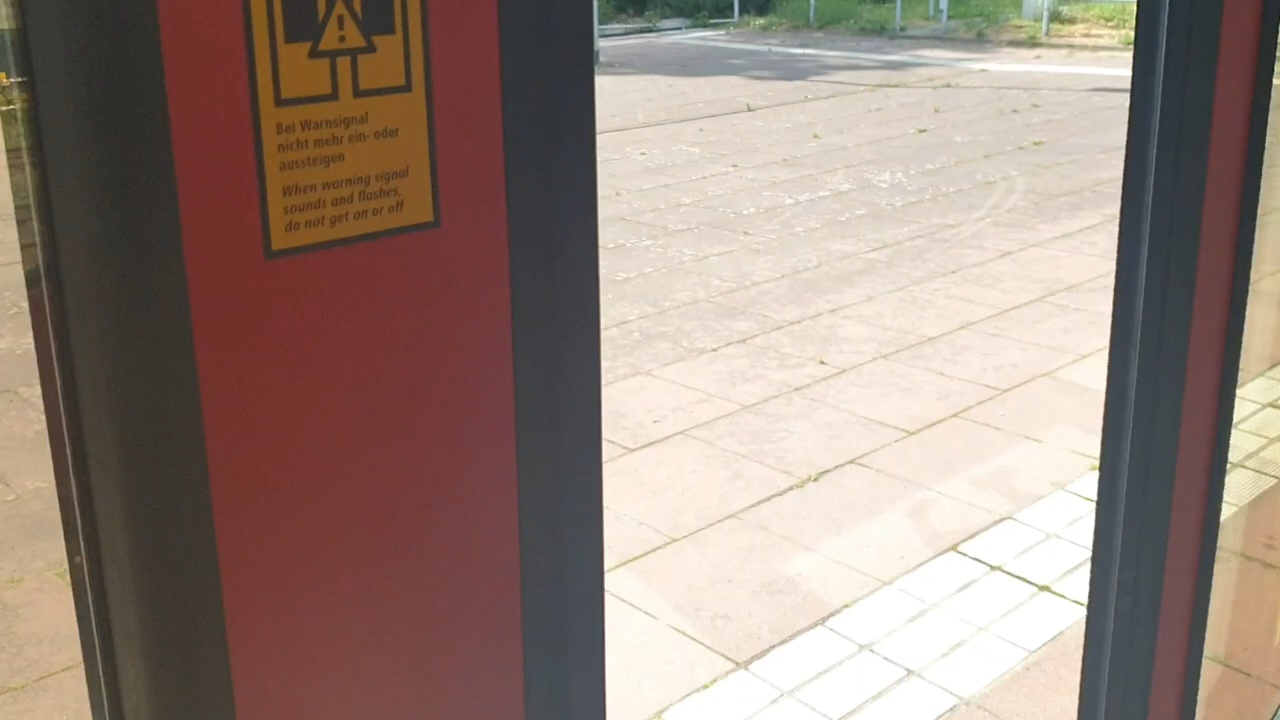 Bei Warnsignal
nicht mehr ein- oder
aussteigen
When warning signal
sounds and flashes,
do not get on or off